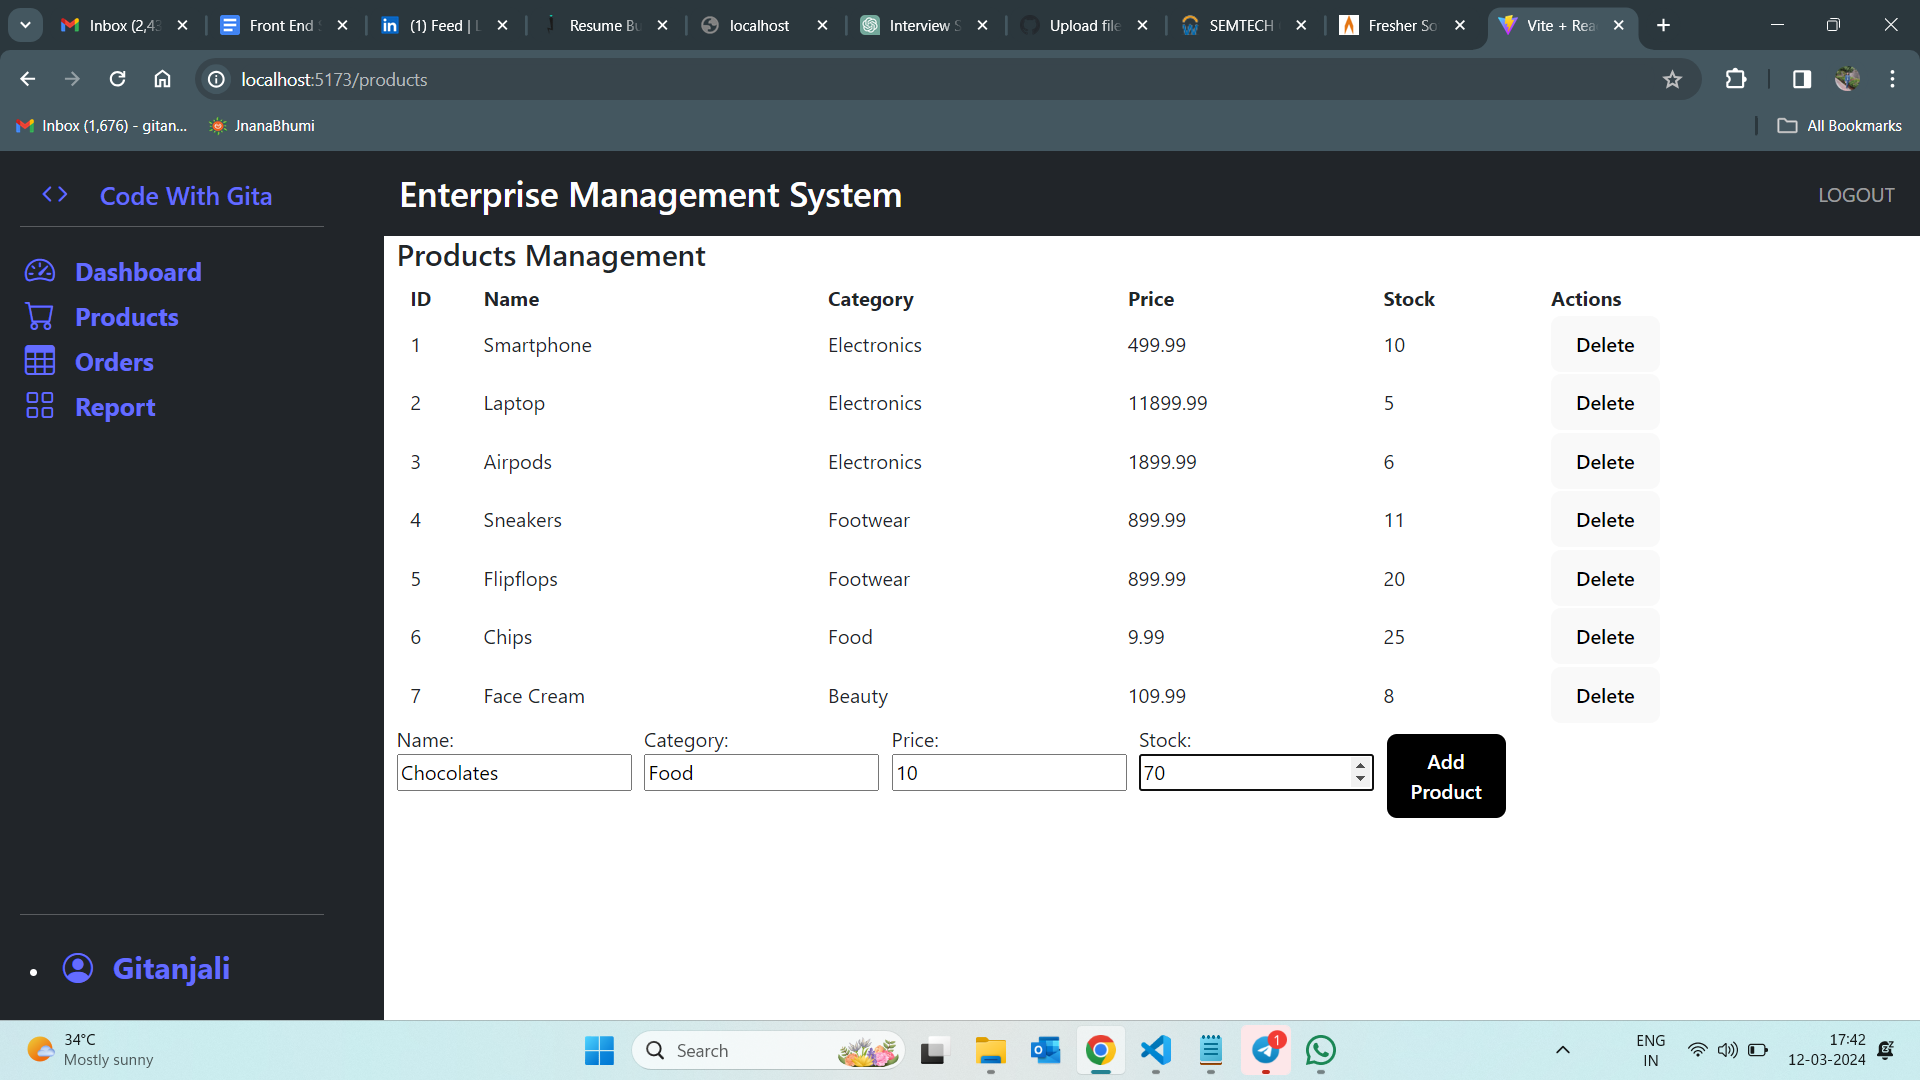 Inbox (2,43
Front End
(1) Feed | L
Resume Bu
localhost
Interview S
Upload file
SEMTECH
Fresher So
Vite + Rea
localhost:5173/products
Inbox (1,676) - gitan...
JnanaBhumi
All Bookmarks
Code With Gita
Enterprise Management System
LOGOUT
Dashboard
Products
Orders
Report
Gitanjali
Products Management
ID Name Category Price Stock Actions
1 Smartphone Electronics 499.99 10 Delete
2 Laptop Electronics 11899.99 5 Delete
3 Airpods Electronics 1899.99 6 Delete
4 Sneakers Footwear 899.99 11 Delete
5 Flipflops Footwear 899.99 20 Delete
6 Chips Food 9.99 25 Delete
7 Face Cream Beauty 109.99 8 Delete
Name: Category: Price: Stock:
Chocolates Food 10 70
Add
Product
34°C
Mostly sunny
Search
1
ENG
IN
17:42
12-03-2024